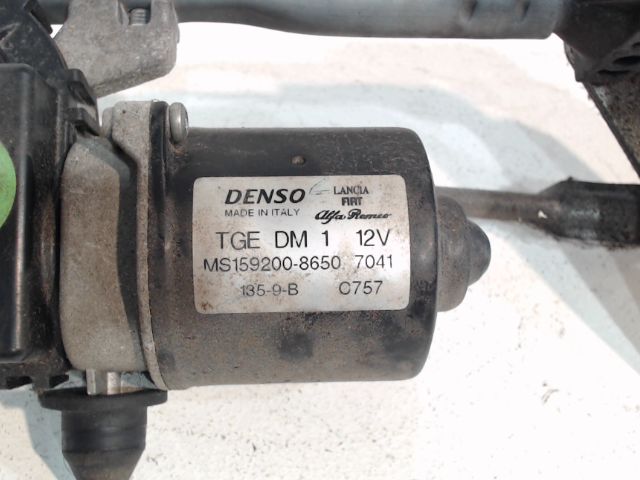 DENSO LANCIA
FIAT
MADE IN ITALY Alfa Romeo
TGE DM 1 12V
MS159200-8650 7041
135-9-B C757